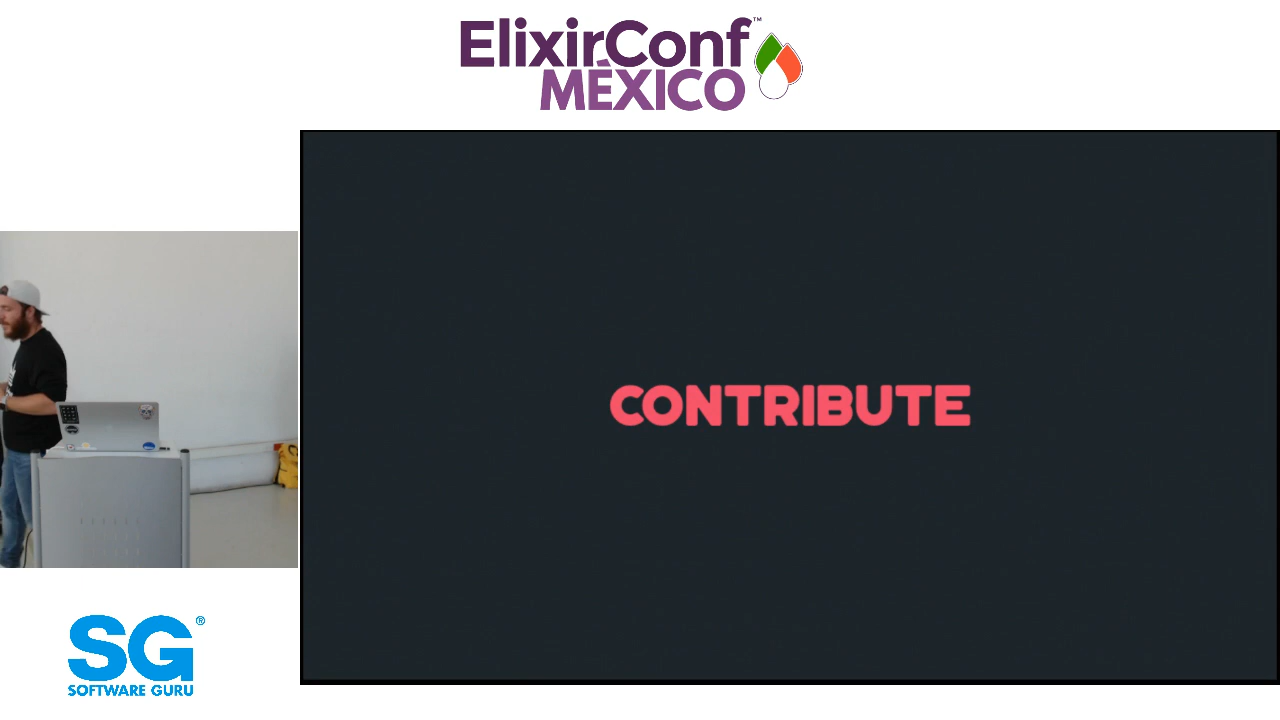 ElixirConf™
MÉXICO
CONTRIBUTE
SG®
SOFTWARE GURU